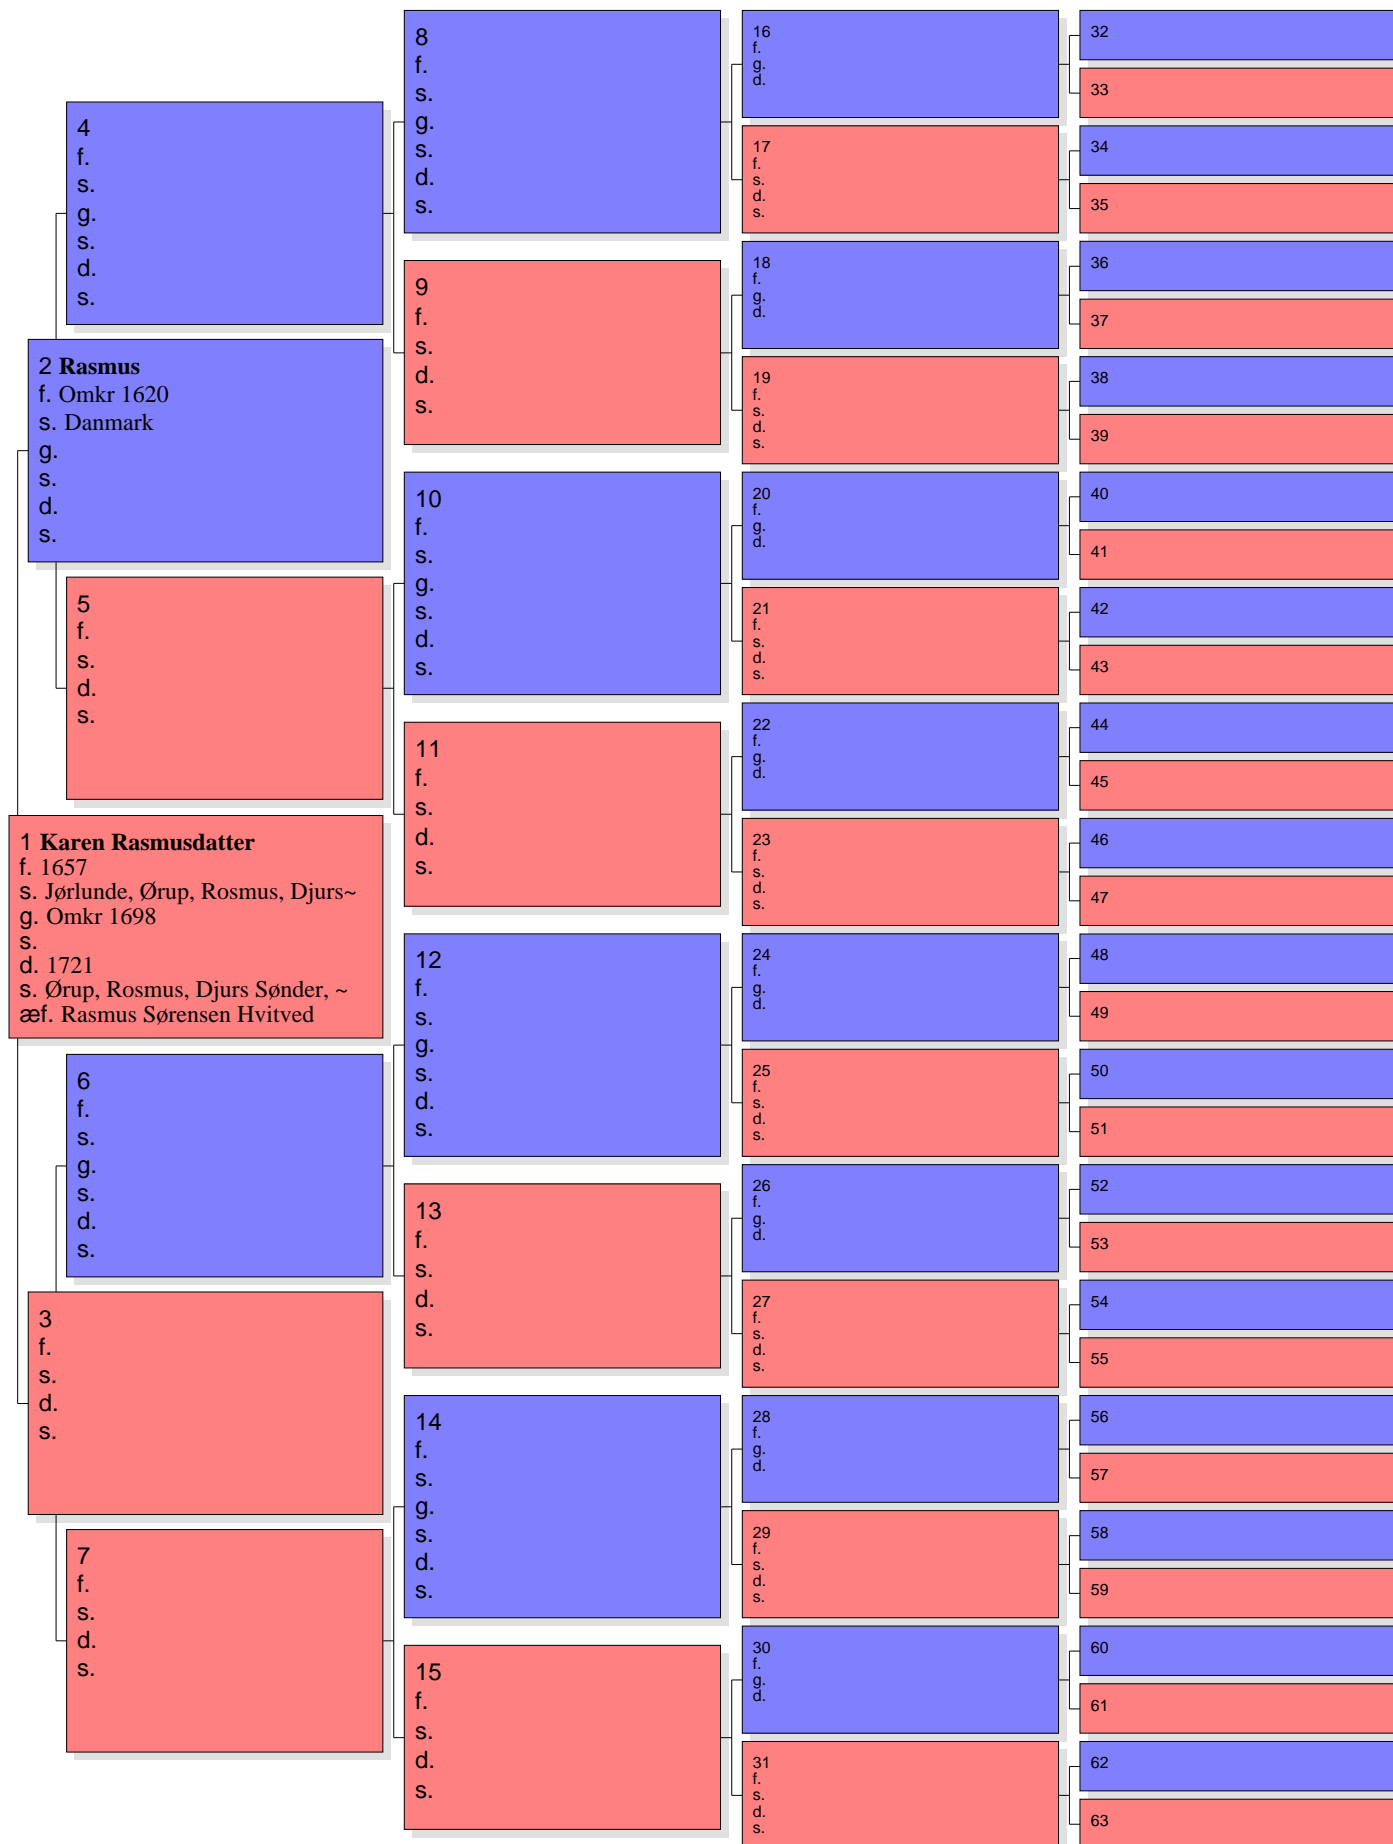 4
f.
s.
g.
s.
d.
s.
2 Rasmus
f. Omkr 1620
s. Danmark
g.
s.
d.
s.
5
f.
s.
d.
s.
1 Karen Rasmusdatter
f. 1657
s. Jørlunde, Ørup, Rosmus, Djurs~
g. Omkr 1698
s.
d. 1721
s. Ørup, Rosmus, Djurs Sønder, ~
æf. Rasmus Sørensen Hvitved
6
f.
s.
g.
s.
d.
s.
3
f.
s.
d.
s.
7
f.
s.
d.
s.
8
f.
s.
g.
s.
d.
s.
9
f.
s.
d.
s.
10
f.
s.
g.
s.
d.
s.
11
f.
s.
d.
s.
12
f.
s.
g.
s.
d.
s.
13
f.
s.
d.
s.
14
f.
s.
g.
s.
d.
s.
15
f.
s.
d.
s.
16
f.
g.
d.
17
f.
s.
d.
s.
18
f.
g.
d.
19
f.
s.
d.
s.
20
f.
g.
d.
21
f.
s.
d.
s.
22
f.
g.
d.
23
f.
s.
d.
s.
24
f.
g.
d.
25
f.
s.
d.
s.
26
f.
g.
d.
27
f.
s.
d.
s.
28
f.
g.
d.
29
f.
s.
d.
s.
30
f.
g.
d.
31
f.
s.
d.
s.
32
33
34
35
36
37
38
39
40
41
42
43
44
45
46
47
48
49
50
51
52
53
54
55
56
57
58
59
60
61
62
63